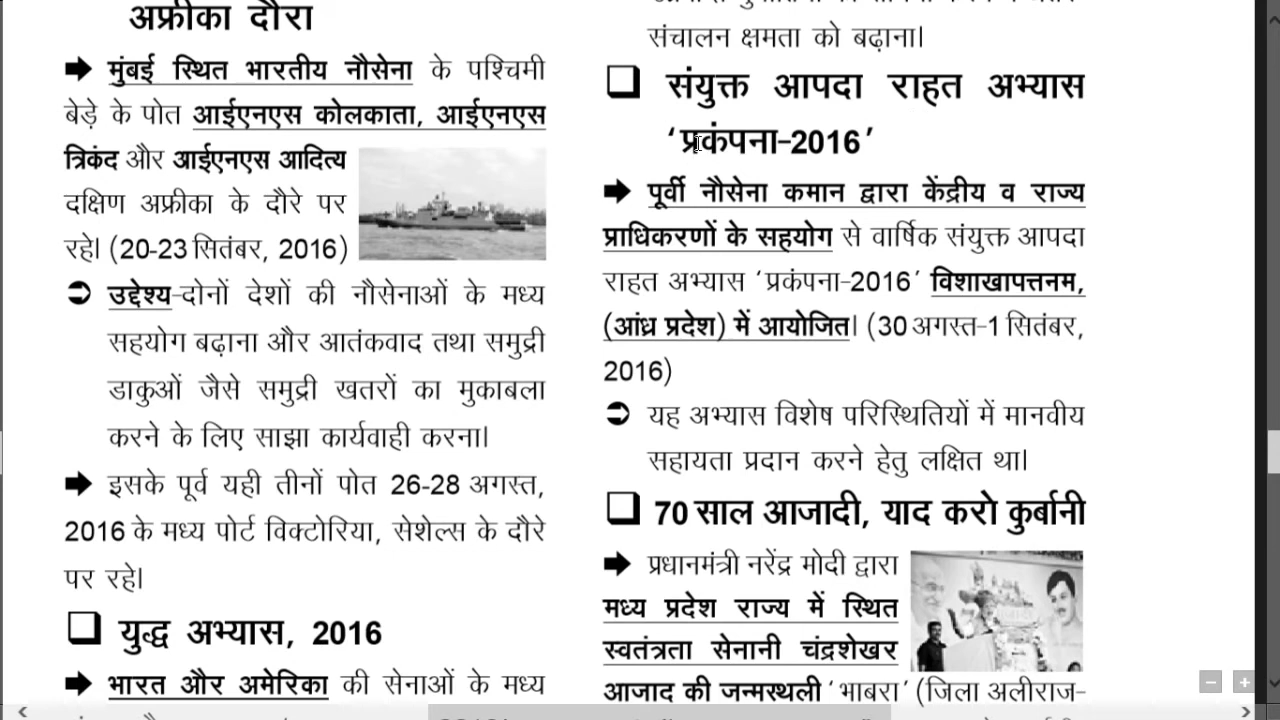 अफ्रीका दौरा
➡ मुंबई स्थित भारतीय नौसेना के पश्चिमी
बेड़े के पोत आईएनएस कोलकाता, आईएनएस
त्रिकंद और आईएनएस आदित्य
दक्षिण अफ्रीका के दौरे पर
रहे। (20-23 सितंबर, 2016)
➲ उद्देश्य-दोनों देशों की नौसेनाओं के मध्य
सहयोग बढ़ाना और आतंकवाद तथा समुद्री
डाकुओं जैसे समुद्री खतरों का मुकाबला
करने के लिए साझा कार्यवाही करना।
➡ इसके पूर्व यही तीनों पोत 26-28 अगस्त,
2016 के मध्य पोर्ट विक्टोरिया, सेशेल्स के दौरे
पर रहे।
❑ युद्ध अभ्यास, 2016
➡ भारत और अमेरिका की सेनाओं के मध्य
संचालन क्षमता को बढ़ाना।
❑ संयुक्त आपदा राहत अभ्यास
‘प्रकंपना-2016’
➡ पूर्वी नौसेना कमान द्वारा केंद्रीय व राज्य
प्राधिकरणों के सहयोग से वार्षिक संयुक्त आपदा
राहत अभ्यास ‘प्रकंपना-2016’ विशाखापत्तनम,
(आंध्र प्रदेश) में आयोजित। (30 अगस्त-1 सितंबर,
2016)
➲ यह अभ्यास विशेष परिस्थितियों में मानवीय
सहायता प्रदान करने हेतु लक्षित था।
❑ 70 साल आजादी, याद करो कुर्बानी
➡ प्रधानमंत्री नरेंद्र मोदी द्वारा
मध्य प्रदेश राज्य में स्थित
स्वतंत्रता सेनानी चंद्रशेखर
आजाद की जन्मस्थली ‘भाबरा’ (जिला अलीराज-